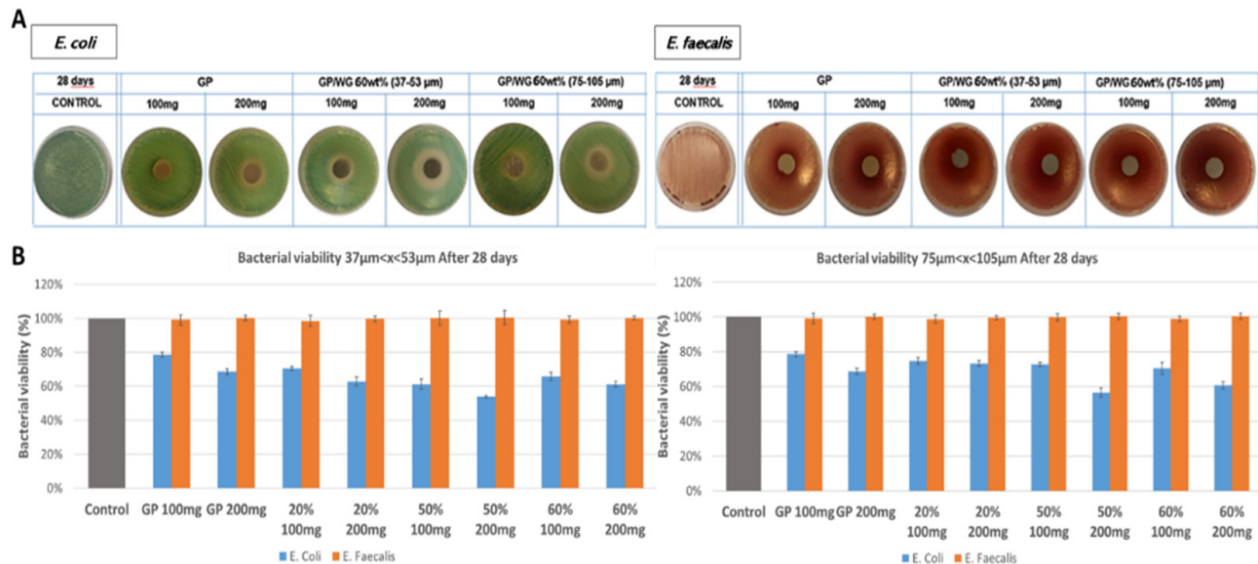 A
E. coli
28 days
CONTROL
GP
100mg 200mg
GP/WG 60wt% (37-53 µm)
100mg 200mg
GP/WG 60wt% (75-105 µm)
100mg 200mg
E. faecalis
28 days
CONTROL
GP
100mg 200mg
GP/WG 60wt% (37-53 µm)
100mg 200mg
GP/WG 60wt% (75-105 µm)
100mg 200mg
B
Bacterial viability 37µm<x<53µm After 28 days
Bacterial viability (%)
120%
100%
80%
60%
40%
20%
0%
Control
GP 100mg
GP 200mg
20%
100mg
20%
200mg
50%
100mg
50%
200mg
60%
100mg
60%
200mg
E. Coli E. Faecalis
Bacterial viability 75µm<x<105µm After 28 days
Bacterial viability (%)
120%
100%
80%
60%
40%
20%
0%
Control
GP 100mg
GP 200mg
20%
100mg
20%
200mg
50%
100mg
50%
200mg
60%
100mg
60%
200mg
E. Coli E. Faecalis